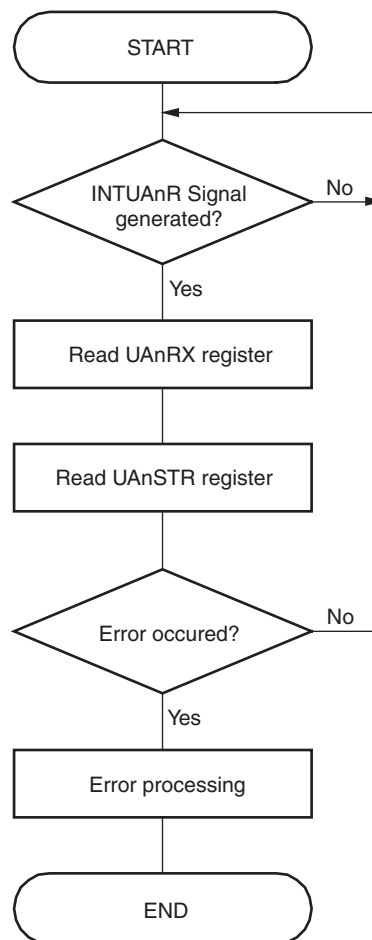 START
INTUAnR Signal
generated?
No
Yes
Read UAnRX register
Read UAnSTR register
Error occured?
No
Yes
Error processing
END